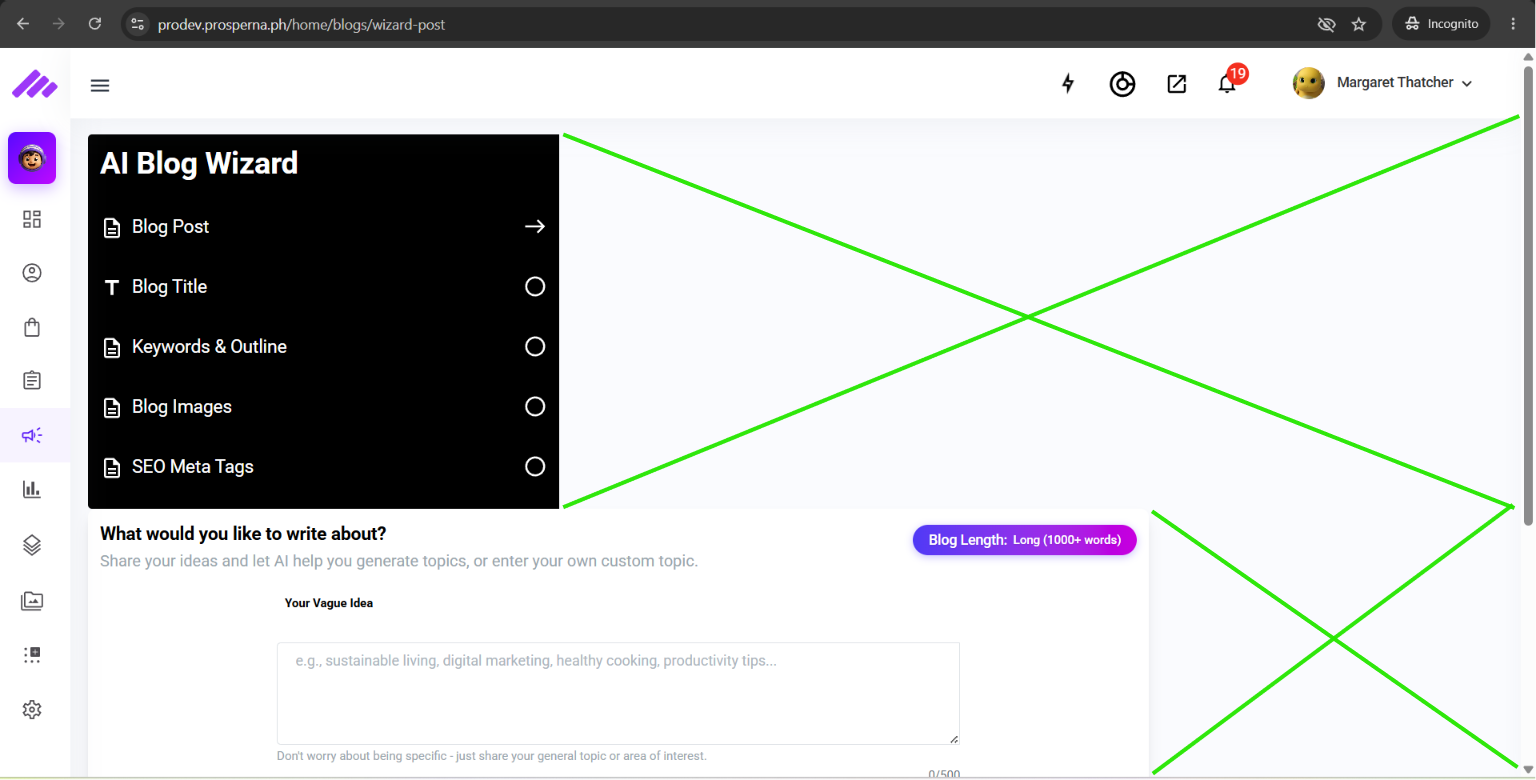 prodev.prosperna.ph/home/blogs/wizard-post
Incognito
19
Margaret Thatcher
AI Blog Wizard
Blog Post
Blog Title
Keywords & Outline
Blog Images
SEO Meta Tags
What would you like to write about?
Blog Length: Long (1000+ words)
Share your ideas and let AI help you generate topics, or enter your own custom topic.
Your Vague Idea
e.g., sustainable living, digital marketing, healthy cooking, productivity tips...
Don't worry about being specific - just share your general topic or area of interest.
0/500